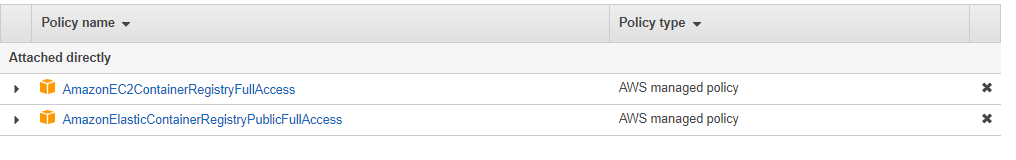 Policy name Policy type
Attached directly
AmazonEC2ContainerRegistryFullAccess AWS managed policy
AmazonElasticContainerRegistryPublicFullAccess AWS managed policy